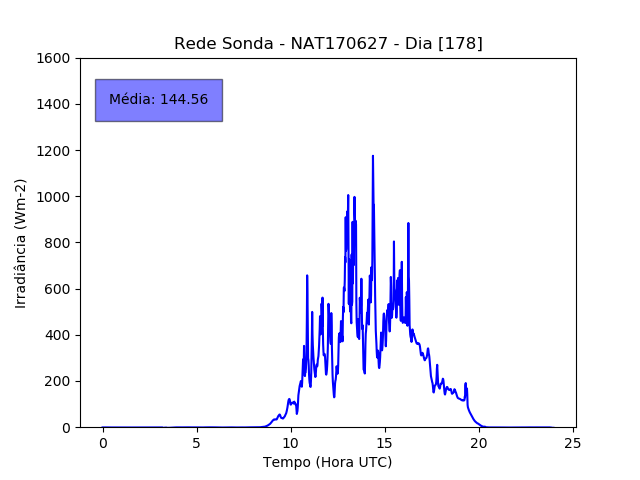 Rede Sonda - NAT170627 - Dia [178]
1600
1400
1200
1000
800
600
400
200
0
Média: 144.56
Irradiância (Wm-2)
0 5 10 15 20 25
Tempo (Hora UTC)